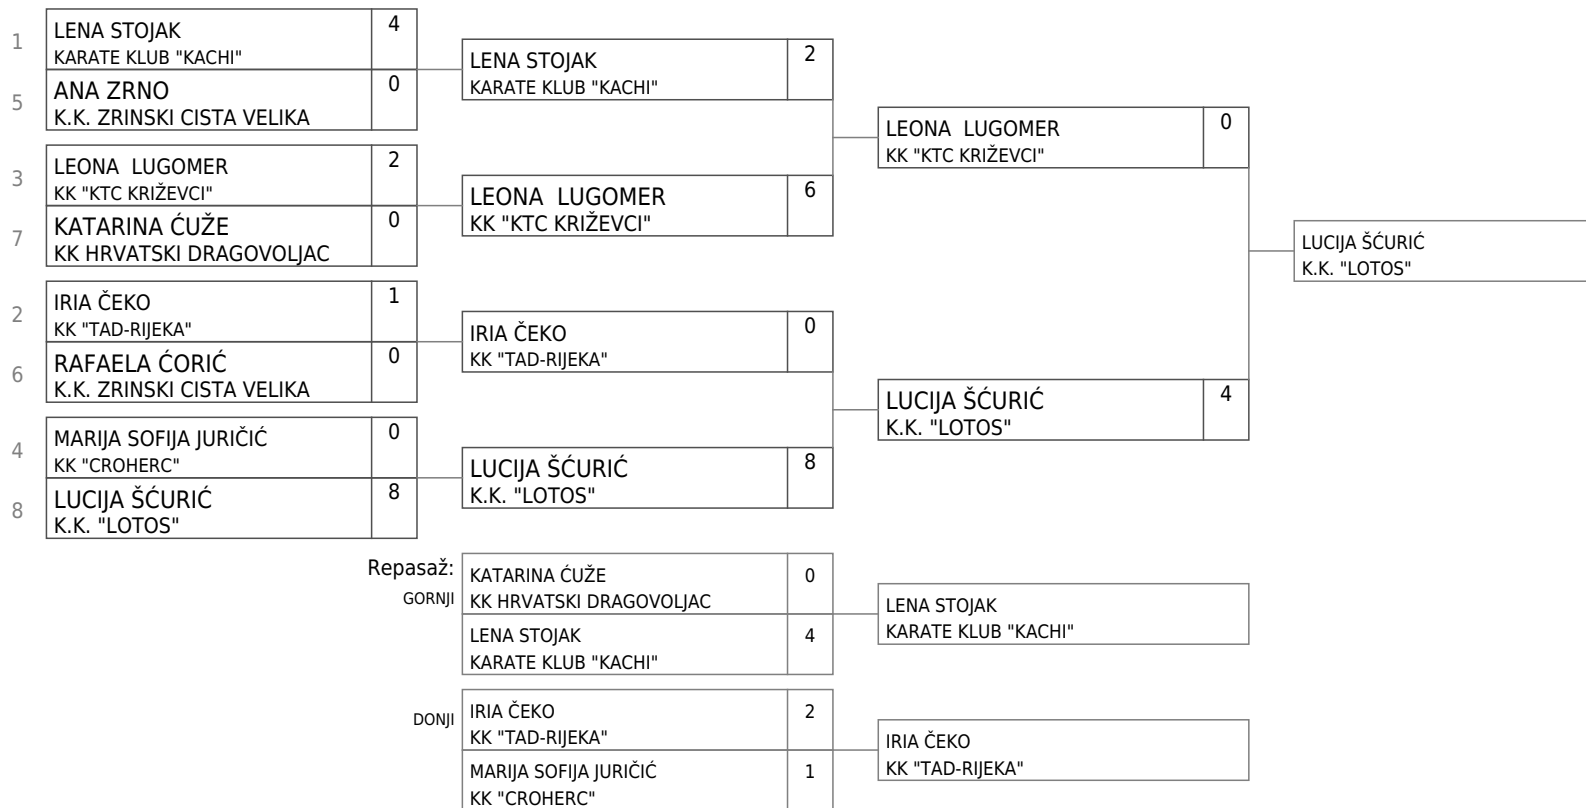 1
LENA STOJAK
KARATE KLUB "KACHI"
4
5
ANA ZRNO
K.K. ZRINSKI CISTA VELIKA
0
3
LEONA  LUGOMER
KK "KTC KRIŽEVCI"
2
7
KATARINA ĆUŽE
KK HRVATSKI DRAGOVOLJAC
0
2
IRIA ČEKO
KK "TAD-RIJEKA"
1
6
RAFAELA ĆORIĆ
K.K. ZRINSKI CISTA VELIKA
0
4
MARIJA SOFIJA JURIČIĆ
KK "CROHERC"
0
8
LUCIJA ŠĆURIĆ
K.K. "LOTOS"
8
LENA STOJAK
KARATE KLUB "KACHI"
2
LEONA  LUGOMER
KK "KTC KRIŽEVCI"
6
IRIA ČEKO
KK "TAD-RIJEKA"
0
LUCIJA ŠĆURIĆ
K.K. "LOTOS"
8
LEONA  LUGOMER
KK "KTC KRIŽEVCI"
0
LUCIJA ŠĆURIĆ
K.K. "LOTOS"
4
LUCIJA ŠĆURIĆ
K.K. "LOTOS"
Repasaž:
GORNJI
KATARINA ĆUŽE
KK HRVATSKI DRAGOVOLJAC
0
LENA STOJAK
KARATE KLUB "KACHI"
4
LENA STOJAK
KARATE KLUB "KACHI"
DONJI
IRIA ČEKO
KK "TAD-RIJEKA"
2
MARIJA SOFIJA JURIČIĆ
KK "CROHERC"
1
IRIA ČEKO
KK "TAD-RIJEKA"